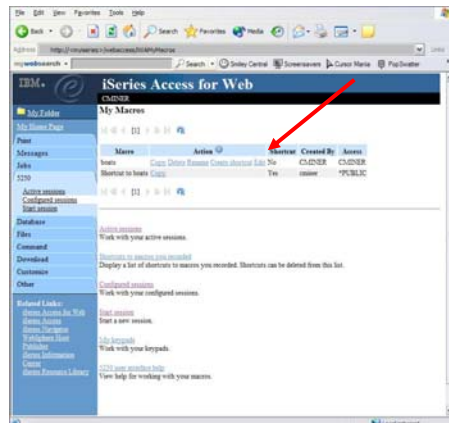 File Edit View Favorites Tools Help
Back Search Favorites Media
Address
mywebsearch Search Smiley Central Screensavers Cursor Mania PopSwatter
IBM.
iSeries Access for Web
CMINER
My Folder
My Home Page
Print
Messages
Jobs
5250
Active sessions
Configured sessions
Start session
Database
Files
Command
Download
Customize
Other
Related Links:
iSeries Access for Web
iSeries Access
iSeries Navigator
WebSphere Host
Publisher
iSeries Information
Center
iSeries Resource Library
My Macros
[1]
Macro Action Shortcut Created By Access
boats Copy Delete Rename Create shortcut Edit No CMINER CMINER
Shortcut to boats Copy Yes cminer *PUBLIC
[1]
Active sessions
Work with your active sessions.
Shortcuts to macros you recorded
Display a list of shortcuts to macros you recorded. Shortcuts can be deleted from this list.
Configured sessions
Work with your configured sessions.
Start session
Start a new session.
My keypads
Work with your keypads.
5250 user interface help
View help for working with your macros.